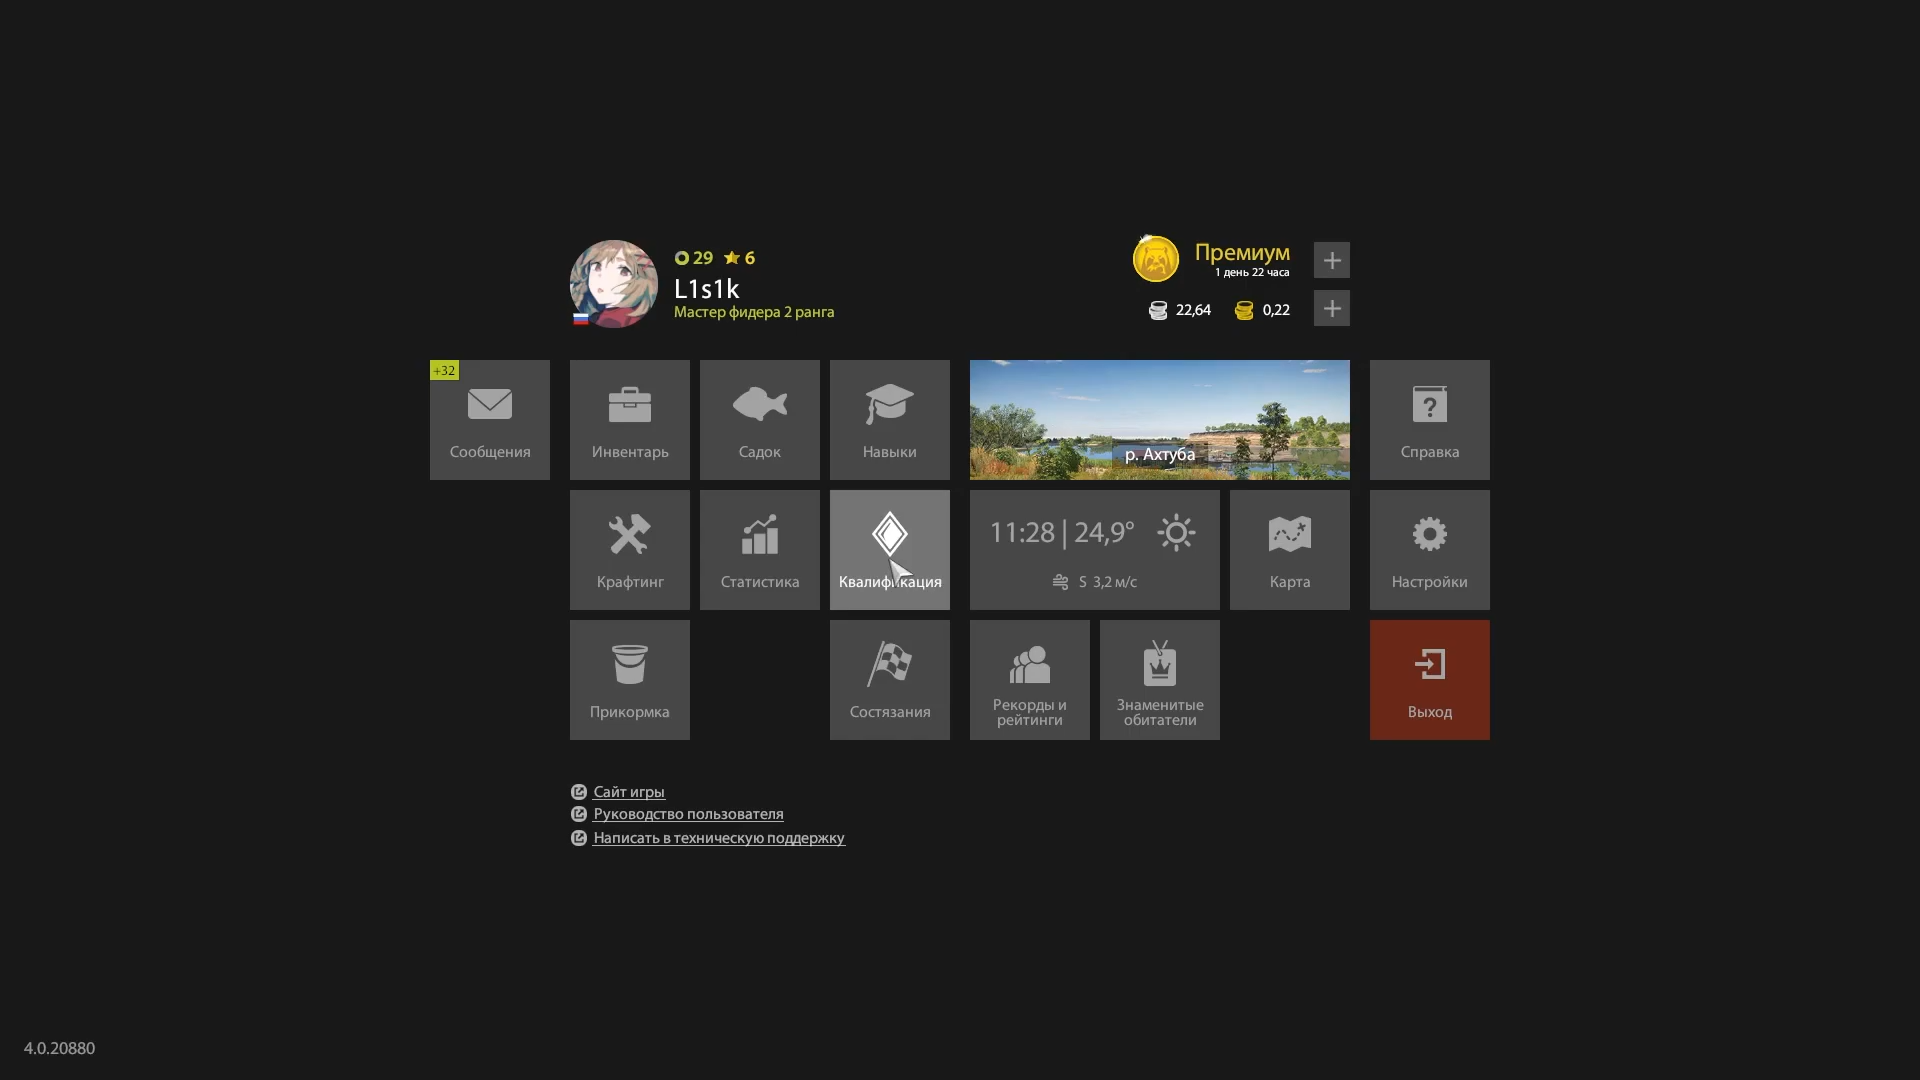 29 6
L1s1k
Мастер фидера 2 ранга
Премиум
1 день 22 часа
22,64 0,22
+32
Сообщения
Инвентарь
Садок
Навыки
р. Ахтуба
Справка
Крафтинг
Статистика
Квалификация
11:28 | 24,9°
S 3,2 м/с
Карта
Настройки
Прикормка
Состязания
Рекорды и
рейтинги
Знаменитые
обитатели
Выход
Сайт игры
Руководство пользователя
Написать в техническую поддержку
4.0.20880